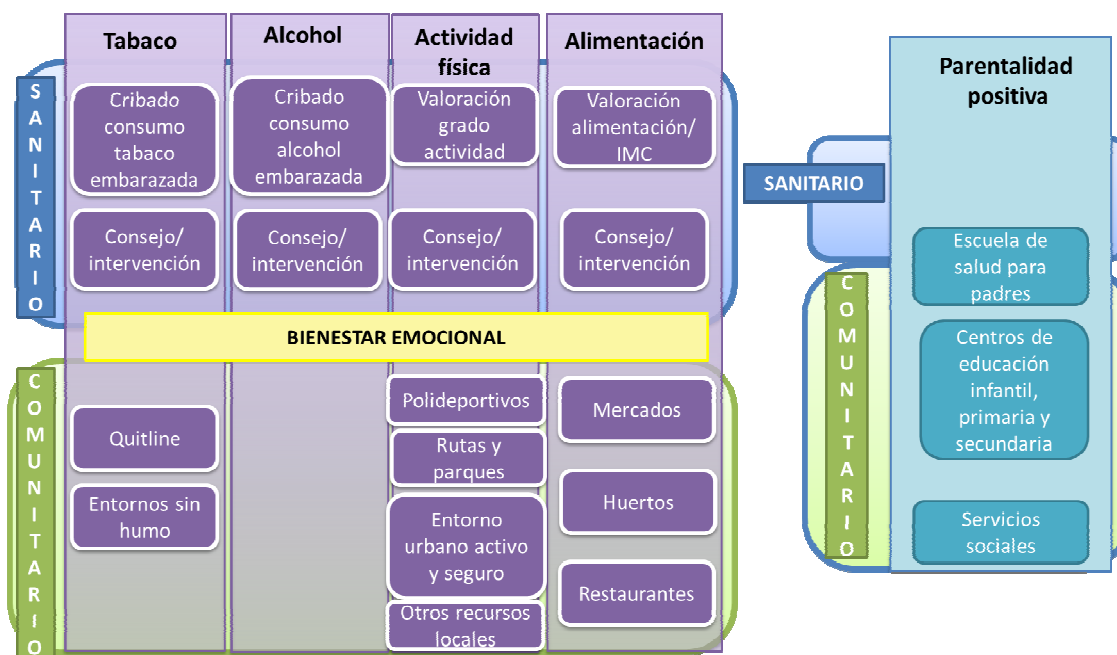 Tabaco
Alcohol
Actividad
física
Alimentación
SANITARIO
Cribado
consumo
tabaco
embarazada
Cribado
consumo
alcohol
embarazada
Valoración
grado
actividad
Valoración
alimentación/
IMC
Consejo/
intervención
Consejo/
intervención
Consejo/
intervención
Consejo/
intervención
BIENESTAR EMOCIONAL
COMUNITARIO
Quitline
Entornos sin
humo
Polideportivos
Rutas y
parques
Entorno
urbano activo
y seguro
Otros recursos
locales
Mercados
Huertos
Restaurantes
Parentalidad
positiva
SANITARIO
COMUNITARIO
Escuela de
salud para
padres
Centros de
educación
infantil,
primaria y
secundaria
Servicios
sociales